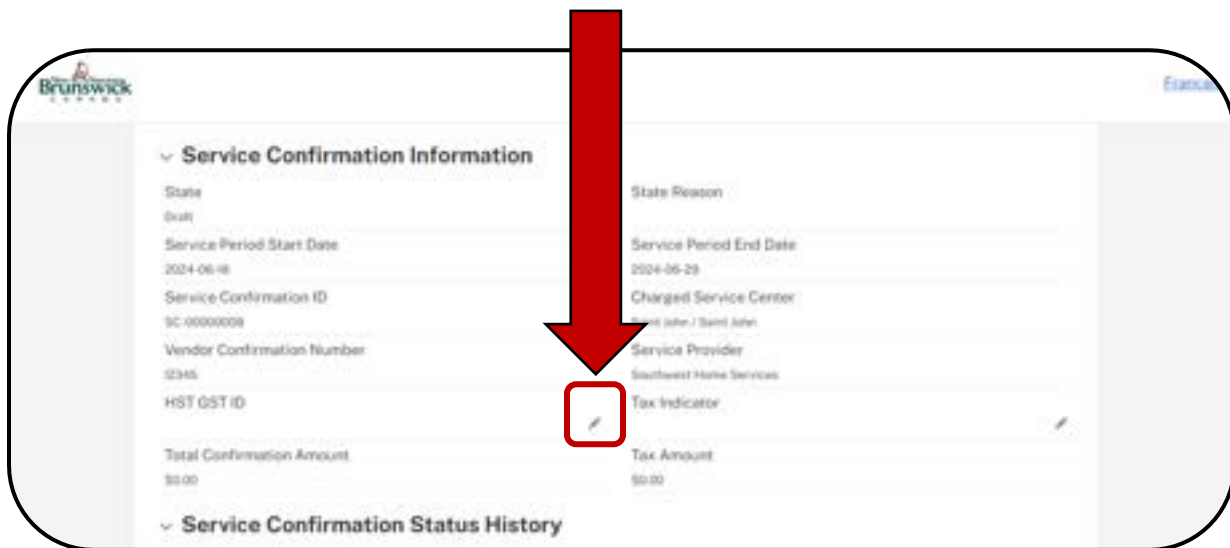 Brunswick
CANADA
Service Confirmation Information
State
State Reason
Draft
Service Period Start Date
Service Period End Date
2024-06-18
2024-06-29
Service Confirmation ID
Charged Service Center
SC-00000008
Saint John / Saint John
Vendor Confirmation Number
Service Provider
12345
Southwest Home Services
HST GST ID
Tax Indicator
Total Confirmation Amount
Tax Amount
$0.00
$0.00
Service Confirmation Status History